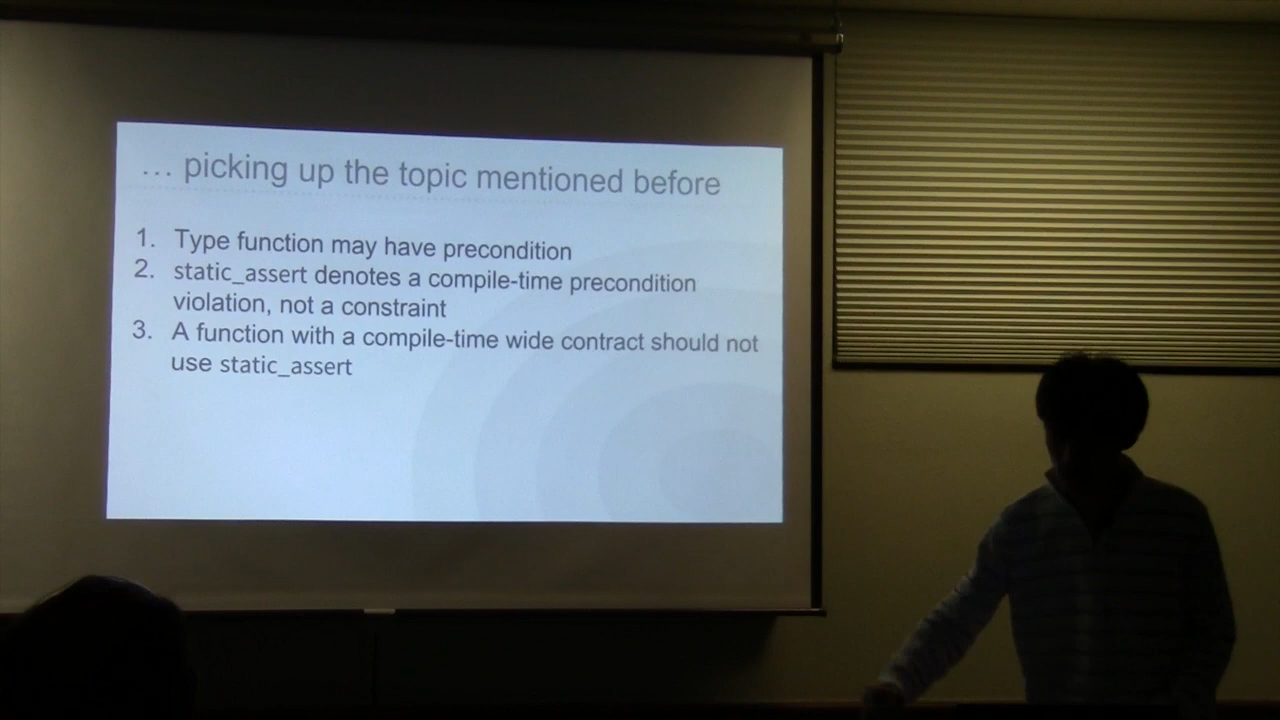 … picking up the topic mentioned before
1. Type function may have precondition
2. static_assert denotes a compile-time precondition
violation, not a constraint
3. A function with a compile-time wide contract should not
use static_assert